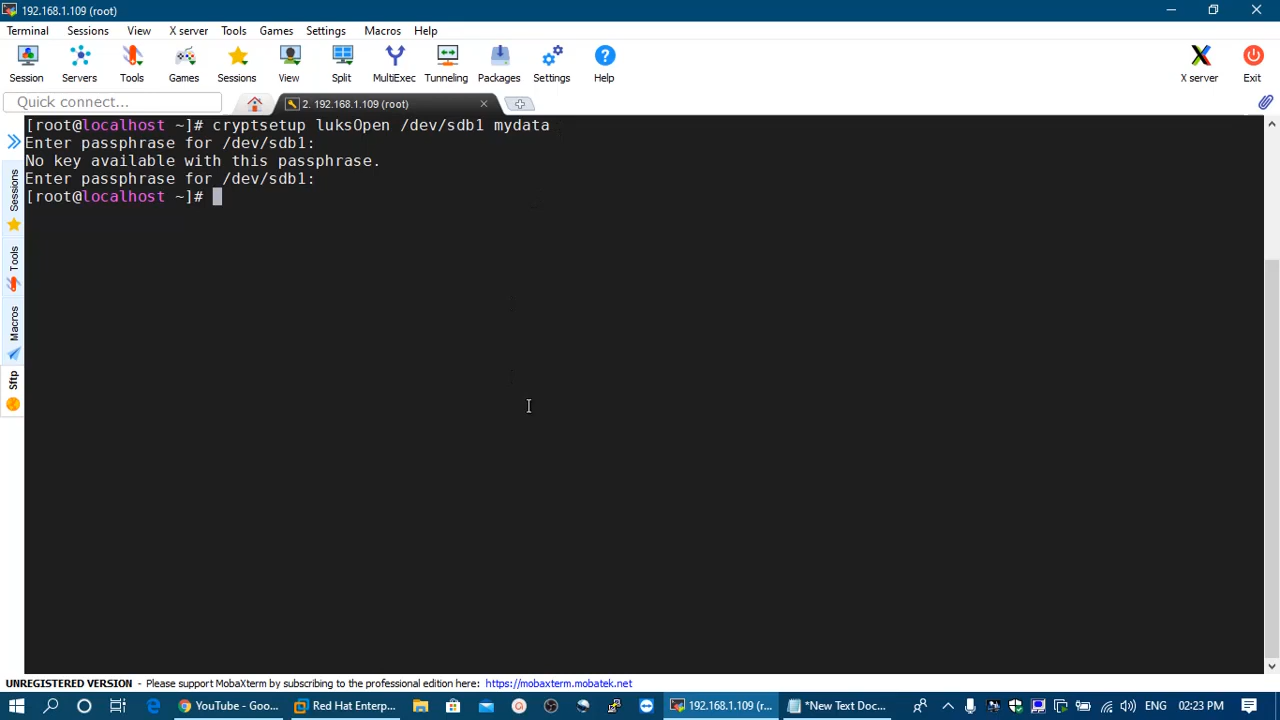 192.168.1.109 (root)
Terminal Sessions View X server Tools Games Settings Macros Help
Session Servers Tools Games Sessions View Split MultiExec Tunneling Packages Settings Help X server Exit
Quick connect...
2. 192.168.1.109 (root)
[root@localhost ~]# cryptsetup luksOpen /dev/sdb1 mydata
Enter passphrase for /dev/sdb1:
No key available with this passphrase.
Enter passphrase for /dev/sdb1:
[root@localhost ~]#
Sessions
Tools
Macros
Sftp
UNREGISTERED VERSION - Please support MobaXterm by subscribing to the professional edition here: https://mobaxterm.mobatek.net
YouTube - Goo...
Red Hat Enterp...
192.168.1.109 (r...
*New Text Doc...
ENG
02:23 PM